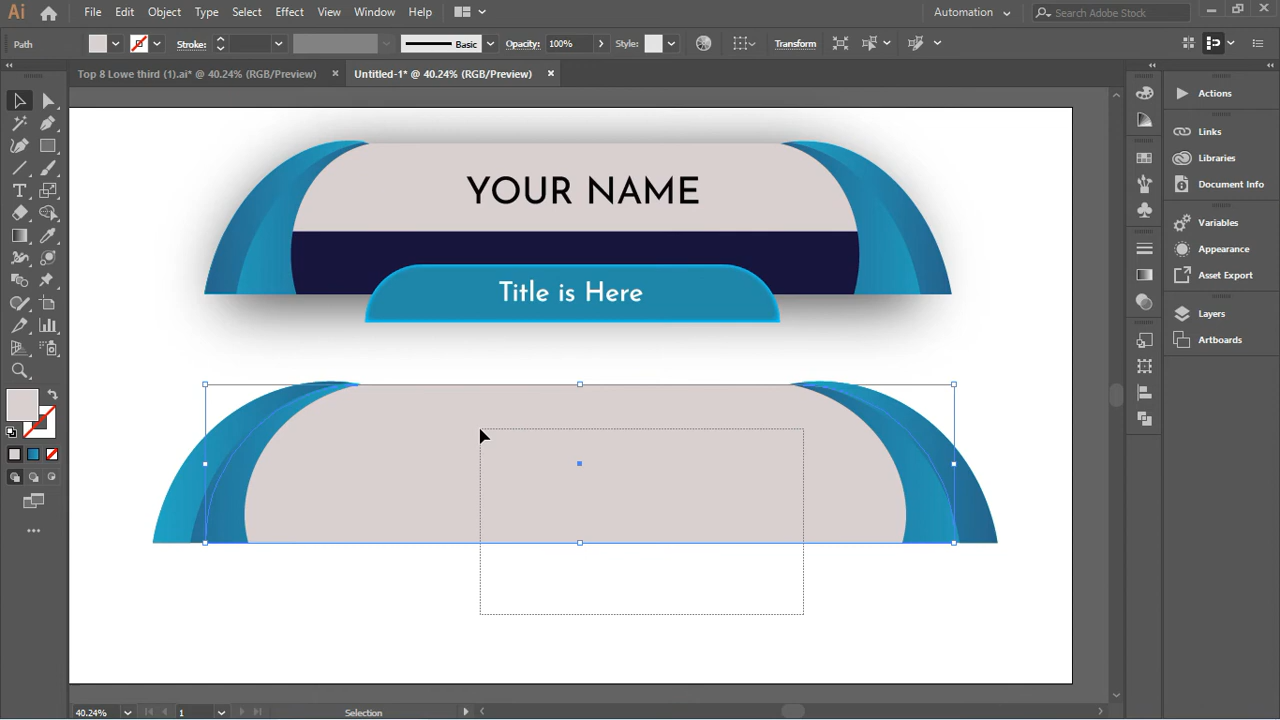 Ai File Edit Object Type Select Effect View Window Help Automation Search Adobe Stock
Path Stroke: Basic Opacity: 100% Style: Transform
Top 8 Lowe third (1).ai* @ 40.24% (RGB/Preview) × Untitled-1* @ 40.24% (RGB/Preview) ×
Actions
Links
Libraries
Document Info
Variables
Appearance
Asset Export
Layers
Artboards
YOUR NAME
Title is Here
40.24% 1 Selection